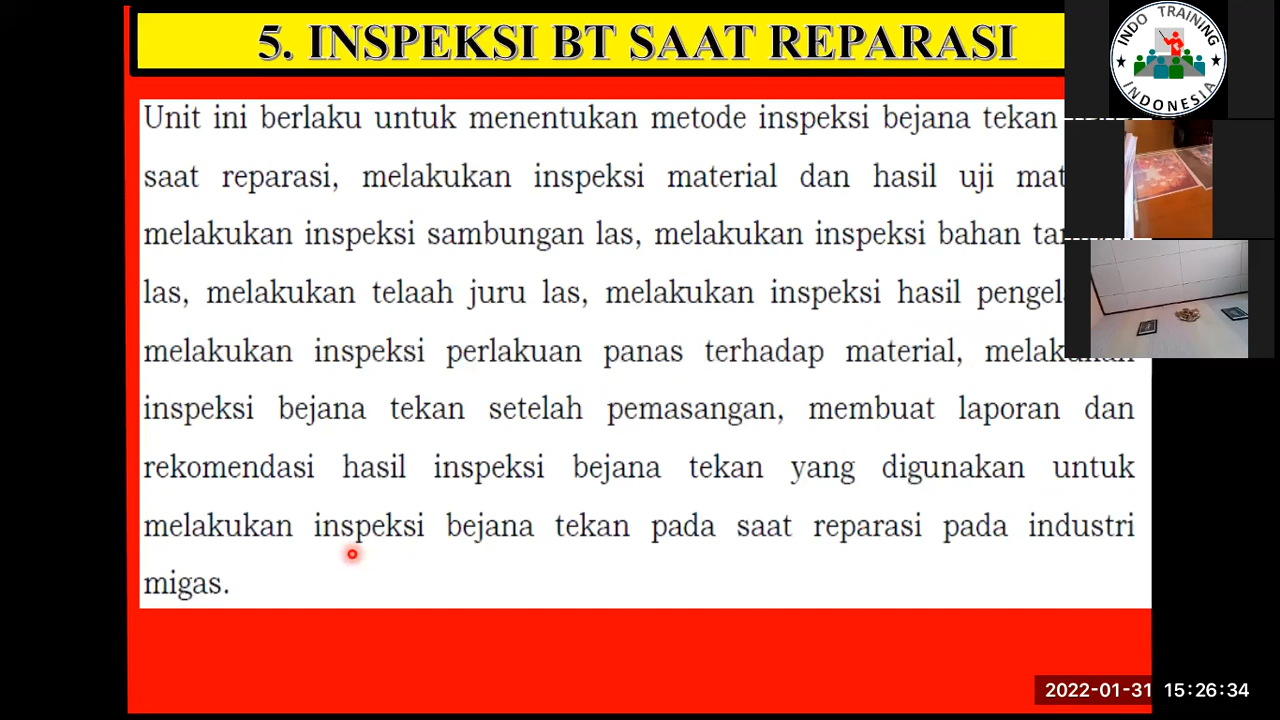 5. INSPEKSI BT SAAT REPARASI
Unit ini berlaku untuk menentukan metode inspeksi bejana tekan
saat reparasi, melakukan inspeksi material dan hasil uji
melakukan inspeksi sambungan las, melakukan inspeksi bahan
las, melakukan telaah juru las, melakukan inspeksi hasil
melakukan inspeksi perlakuan panas terhadap material, melakukan
inspeksi bejana tekan setelah pemasangan, membuat laporan dan
rekomendasi hasil inspeksi bejana tekan yang digunakan untuk
melakukan inspeksi bejana tekan pada saat reparasi pada industri
migas.
INDO TRAINING
INDONESIA
2022-01-31 15:26:34